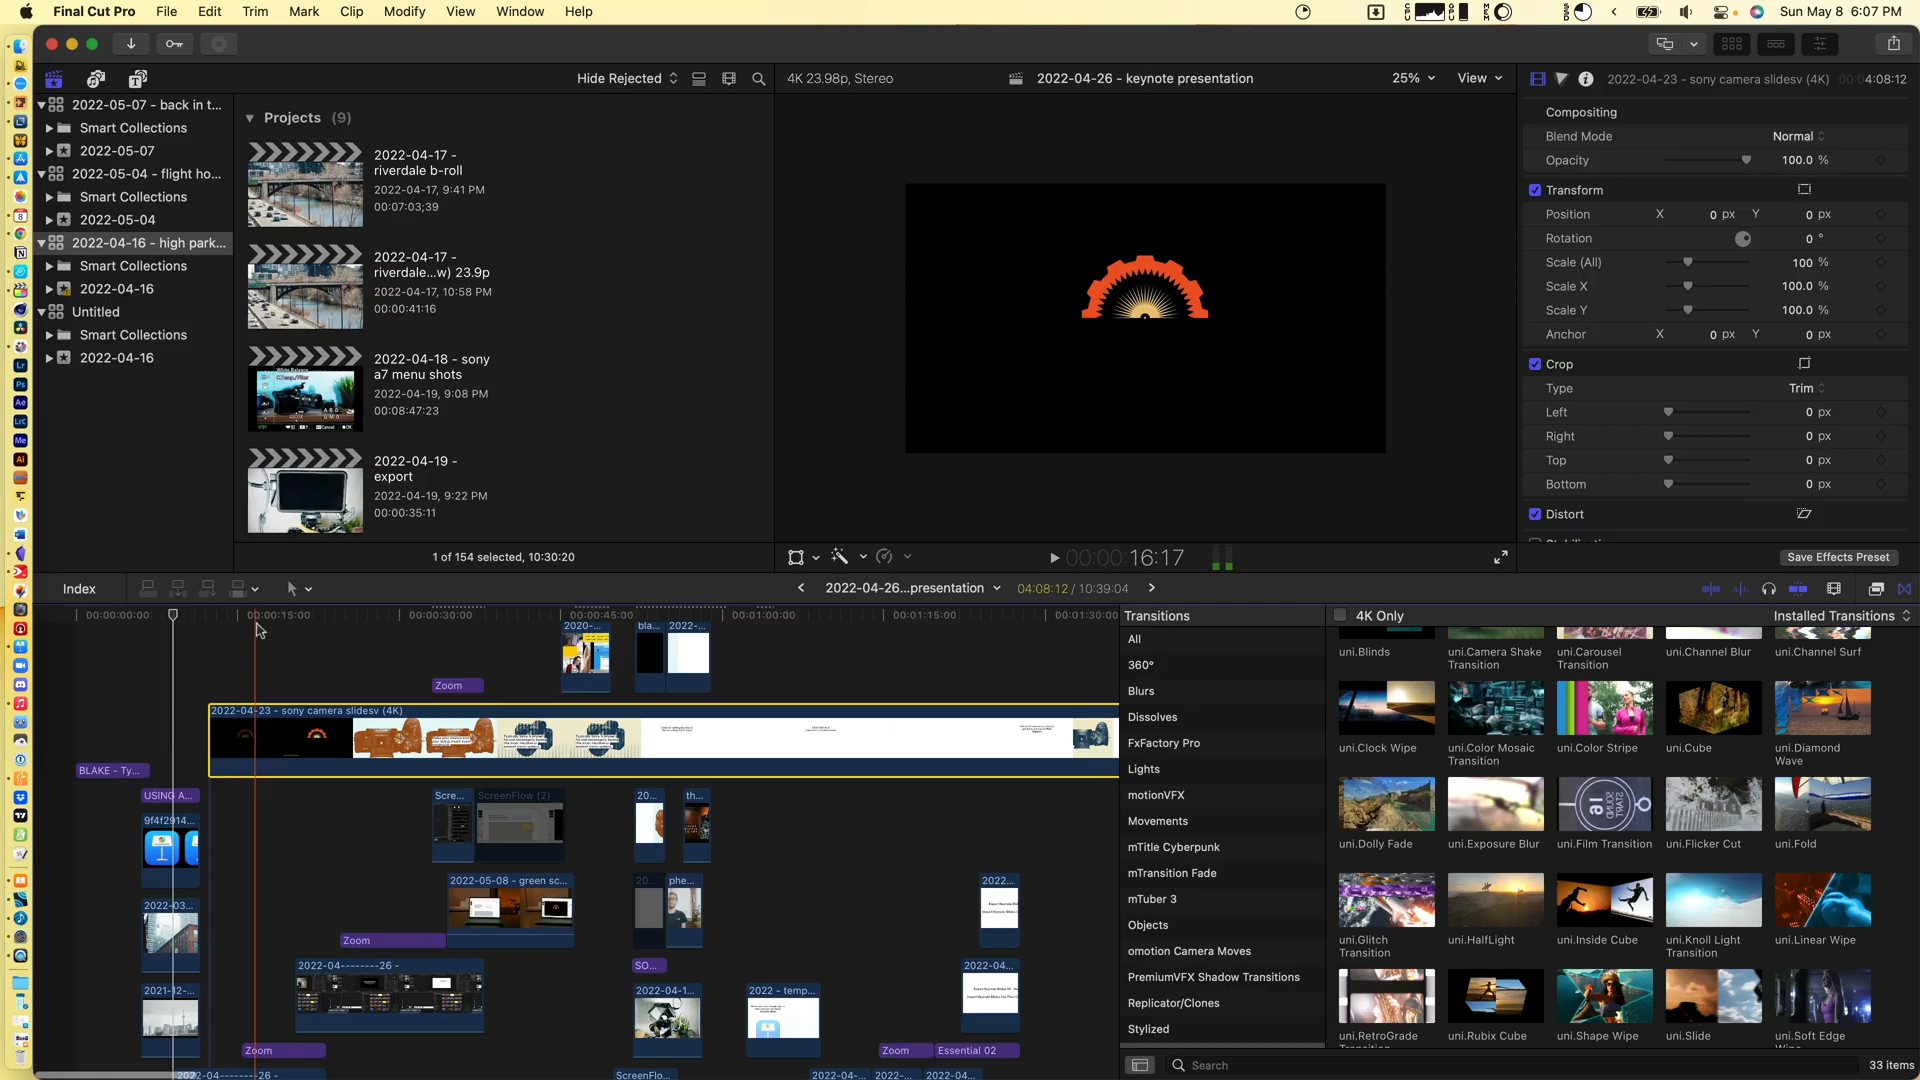 Final Cut Pro File Edit Trim Mark Clip Modify View Window Help
Sun May 8 6:07 PM
Hide Rejected
4K 23.98p, Stereo
2022-04-26 - keynote presentation
25%
View
2022-04-23 - sony camera slidesv (4K)
4:08:12
2022-05-07 - back in t...
Smart Collections
2022-05-07
2022-05-04 - flight ho...
Smart Collections
2022-05-04
2022-04-16 - high park...
Smart Collections
2022-04-16
Untitled
Smart Collections
2022-04-16
Projects (9)
2022-04-17 -
riverdale b-roll
2022-04-17, 9:41 PM
00:07:03;39
2022-04-17 -
riverdale...w) 23.9p
2022-04-17, 10:58 PM
00:00:41:16
2022-04-18 - sony
a7 menu shots
2022-04-19, 9:08 PM
00:08:47:23
2022-04-19 -
export
2022-04-19, 9:22 PM
00:00:35:11
1 of 154 selected, 10:30:20
00:00:16:17
Compositing
Blend Mode Normal
Opacity 100.0 %
Transform
Position X 0 px Y 0 px
Rotation 0 °
Scale (All) 100 %
Scale X 100.0 %
Scale Y 100.0 %
Anchor X 0 px Y 0 px
Crop
Type Trim
Left 0 px
Right 0 px
Top 0 px
Bottom 0 px
Distort
Save Effects Preset
Index
2022-04-26...presentation
04:08:12 / 10:39:04
00:00:00:00 00:00:15:00 00:00:30:00 00:00:45:00 00:01:00:00 00:01:15:00 00:01:30:00
2020-... bla... 2022-...
Zoom
2022-04-23 - sony camera slidesv (4K)
BLAKE - Ty...
USING A... Scre... ScreenFlow (2) 20... th...
9f4f2914...
2022-05-08 - green sc... 20... phe... 2022...
2022-03...
Zoom
2022-04--------26 - SO... 2022-04...
2021-12-... 2022-04-1... 2022 - temp...
Zoom Zoom Essential 02
2022-04--------26 - ScreenFlo... 2022-04-... 2022-... 2022-04...
Transitions
All
360°
Blurs
Dissolves
FxFactory Pro
Lights
motionVFX
Movements
mTitle Cyberpunk
mTransition Fade
mTuber 3
Objects
omotion Camera Moves
PremiumVFX Shadow Transitions
Replicator/Clones
Stylized
4K Only
Installed Transitions
uni.Blinds
uni.Camera Shake
Transition
uni.Carousel
Transition
uni.Channel Blur
uni.Channel Surf
uni.Clock Wipe
uni.Color Mosaic
Transition
uni.Color Stripe
uni.Cube
uni.Diamond
Wave
uni.Dolly Fade
uni.Exposure Blur
uni.Film Transition
uni.Flicker Cut
uni.Fold
uni.Glitch
Transition
uni.HalfLight
uni.Inside Cube
uni.Knoll Light
Transition
uni.Linear Wipe
uni.RetroGrade
uni.Rubix Cube
uni.Shape Wipe
uni.Slide
uni.Soft Edge
Search
33 items